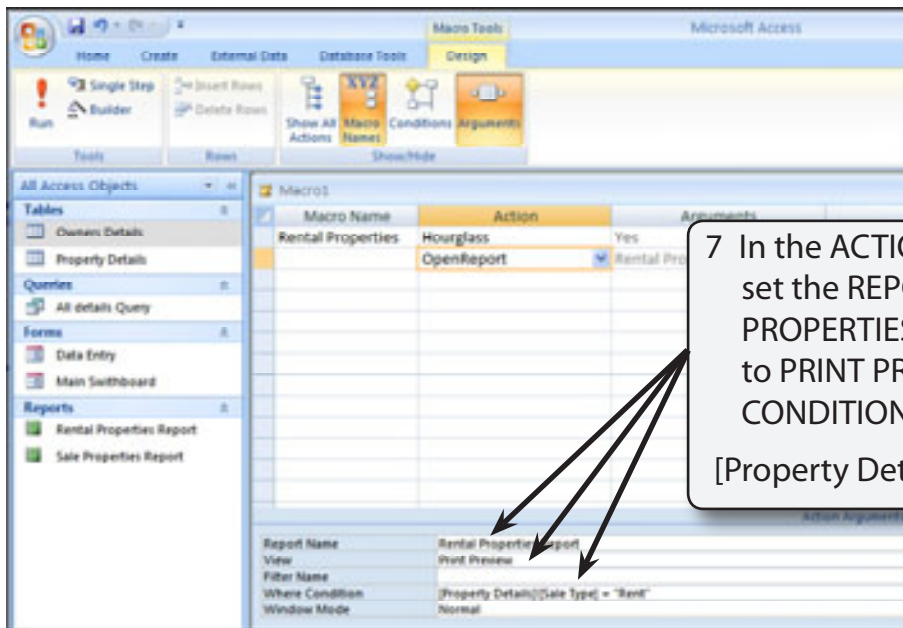 Macro Tools
Microsoft Access
Home Create External Data Database Tools Design
Run
Single Step
Builder
Insert Rows
Delete Rows
Show All Actions
XYZ
Macro Names
Conditions
Arguments
Tools
Rows
Show/Hide
All Access Objects
Tables
Owners Details
Property Details
Queries
All details Query
Forms
Data Entry
Main Swithboard
Reports
Rental Properties Report
Sale Properties Report
Macro1
Macro Name Action Arguments
Rental Properties Hourglass Yes
OpenReport Rental Pro
7 In the ACTIO
set the REPO
PROPERTIES
to PRINT PR
CONDITION
[Property Det
Action Arguments
Report Name Rental Properties Report
View Print Preview
Filter Name
Where Condition [Property Details]![Sale Type] = "Rent"
Window Mode Normal